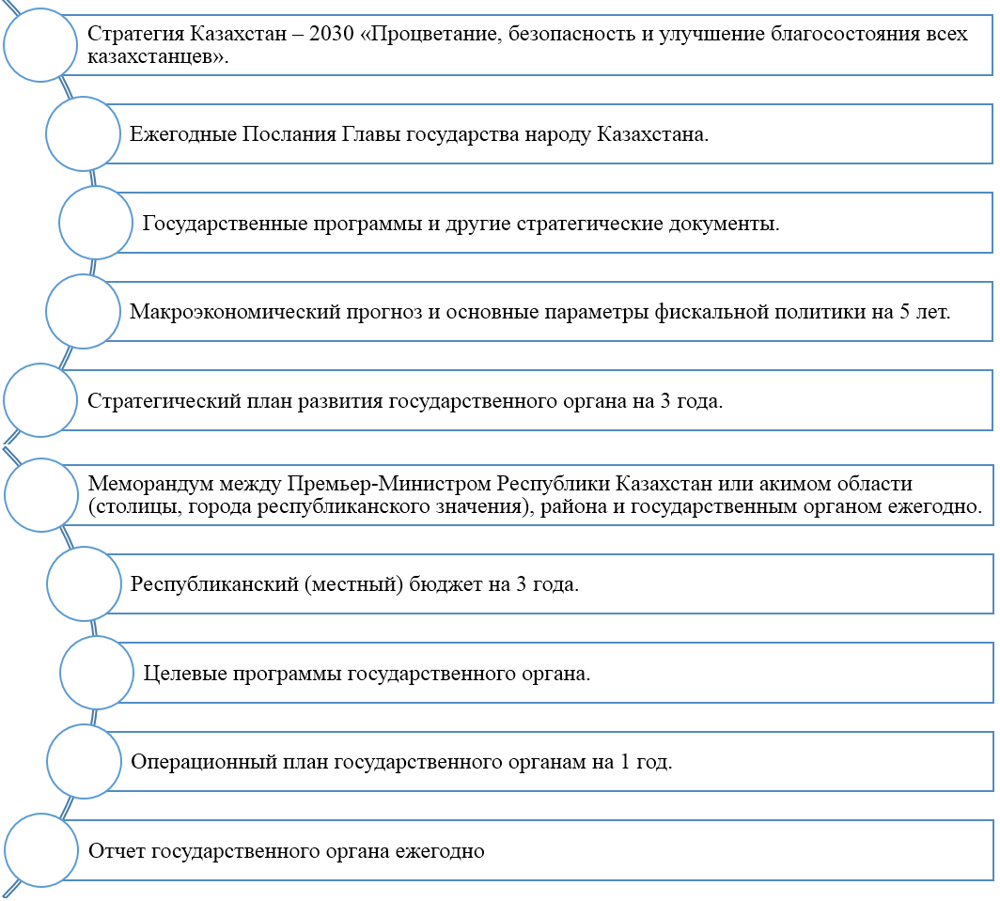 Стратегия Казахстан – 2030 «Процветание, безопасность и улучшение благосостояния всех
казахстанцев».
Ежегодные Послания Главы государства народу Казахстана.
Государственные программы и другие стратегические документы.
Макроэкономический прогноз и основные параметры фискальной политики на 5 лет.
Стратегический план развития государственного органа на 3 года.
Меморандум между Премьер-Министром Республики Казахстан или акимом области
(столицы, города республиканского значения), района и государственным органом ежегодно.
Республиканский (местный) бюджет на 3 года.
Целевые программы государственного органа.
Операционный план государственного органам на 1 год.
Отчет государственного органа ежегодно